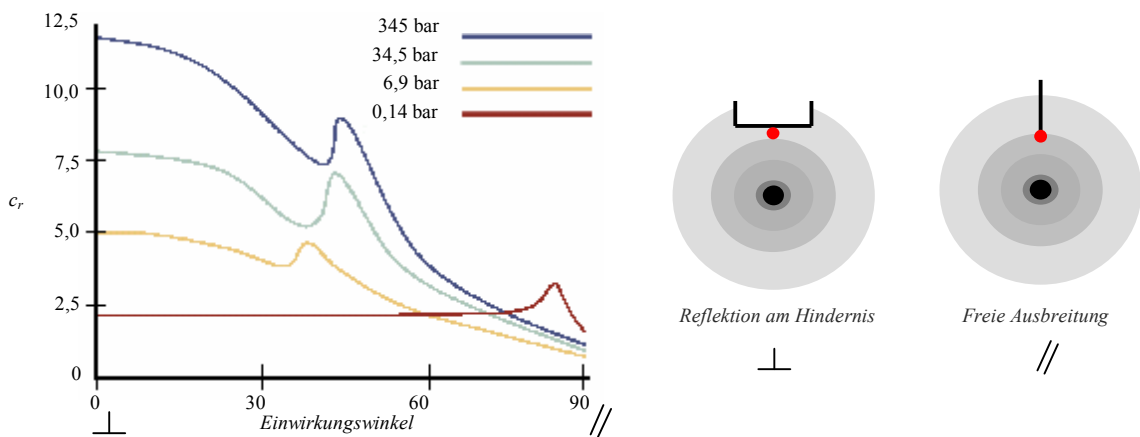 12,5
10,0
7,5
5,0
2,5
0
c_r
345 bar
34,5 bar
6,9 bar
0,14 bar
0 30 60 90
Einwirkungswinkel
Reflektion am Hindernis
Freie Ausbreitung